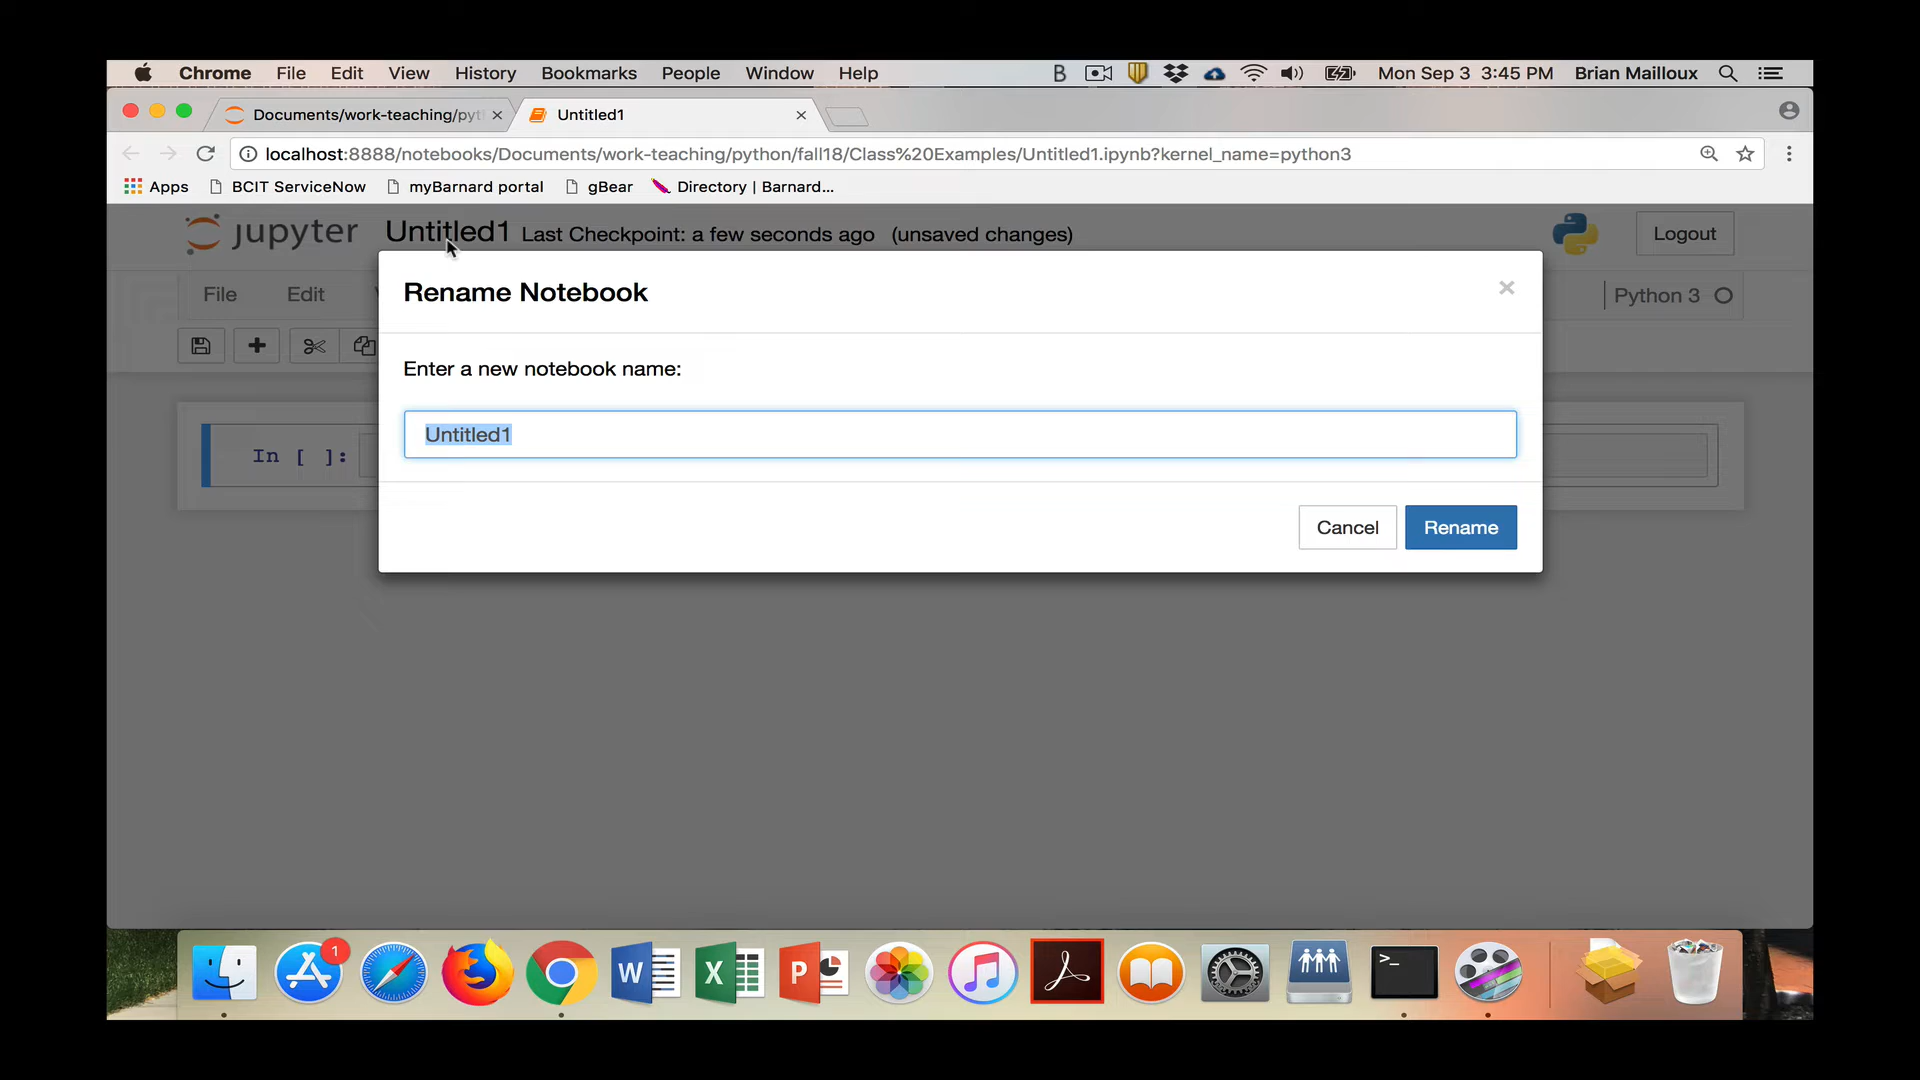 Chrome File Edit View History Bookmarks People Window Help B Mon Sep 3 3:45 PM Brian Mailloux
Documents/work-teaching/pyt Untitled1
localhost:8888/notebooks/Documents/work-teaching/python/fall18/Class%20Examples/Untitled1.ipynb?kernel_name=python3
Apps BCIT ServiceNow myBarnard portal gBear Directory | Barnard...
jupyter Untitled1 Last Checkpoint: a few seconds ago (unsaved changes) Logout
Rename Notebook ×
File Edit Python 3
Enter a new notebook name:
Untitled1
In [ ]:
Cancel Rename
1
W X P >_